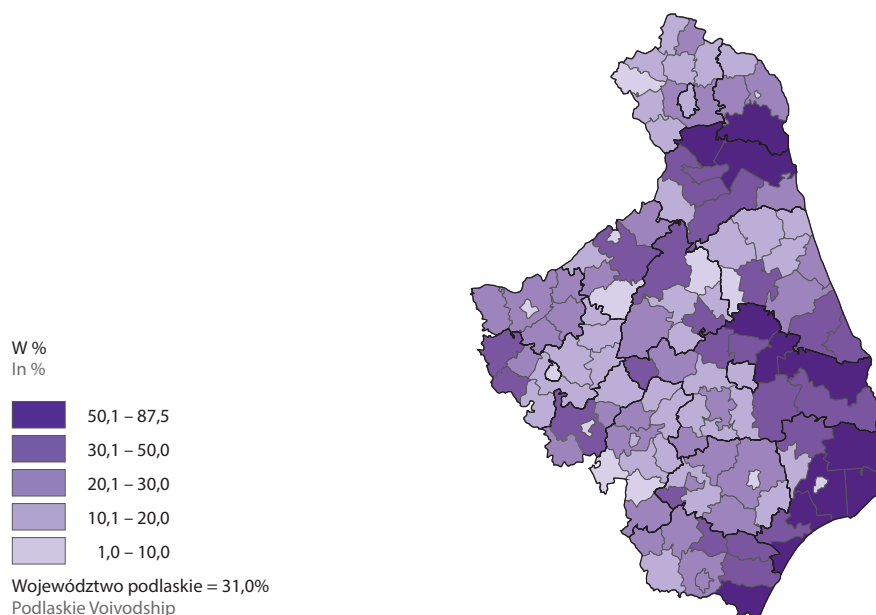 W %
In %
50,1 – 87,5
30,1 – 50,0
20,1 – 30,0
10,1 – 20,0
1,0 – 10,0
Województwo podlaskie = 31,0%
Podlaskie Voivodship